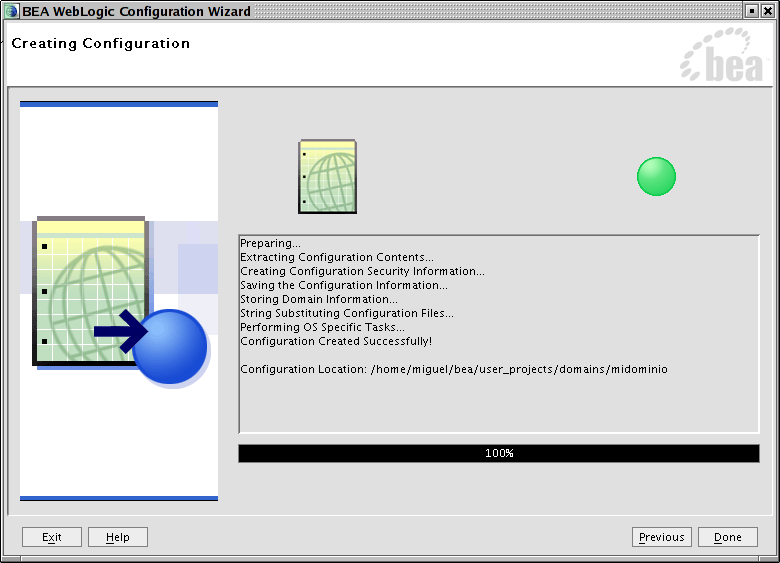 BEA WebLogic Configuration Wizard
Creating Configuration
bea
Preparing...
Extracting Configuration Contents...
Creating Configuration Security Information...
Saving the Configuration Information...
Storing Domain Information...
String Substituting Configuration Files...
Performing OS Specific Tasks...
Configuration Created Successfully!
Configuration Location: /home/miguel/bea/user_projects/domains/midominio
100%
Exit
Help
Previous
Done